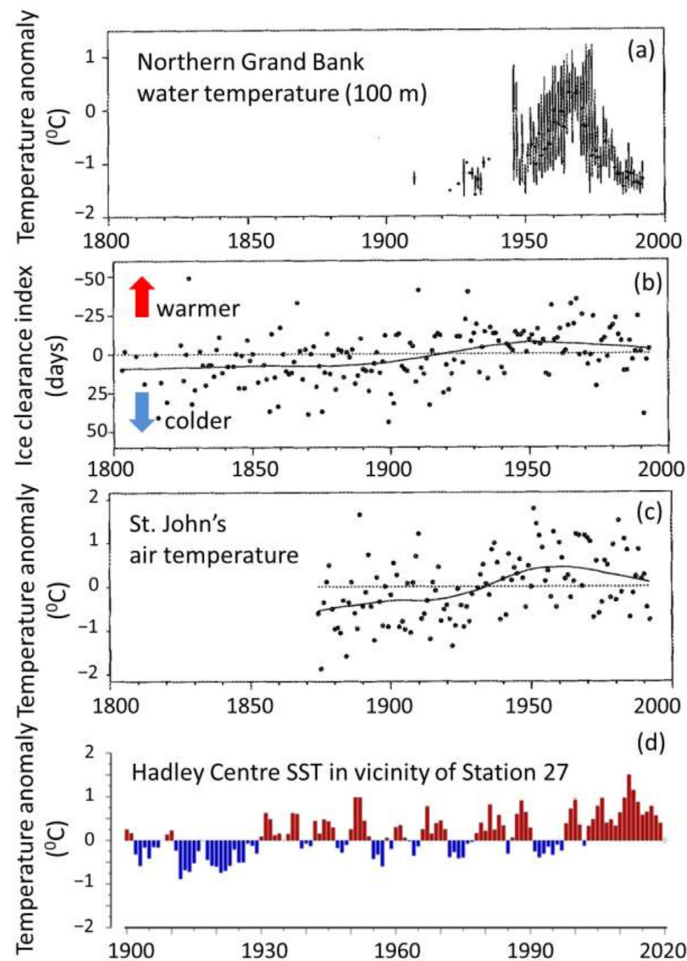 (a)
Northern Grand Bank
water temperature (100 m)
Temperature anomaly
(⁰C)
1
0
−1
−2
1800
1850
1900
1950
2000
(b)
warmer
colder
Ice clearance index
(days)
−50
−25
0
25
50
1800
1850
1900
1950
2000
(c)
St. John’s
air temperature
Temperature anomaly
(⁰C)
2
1
0
−1
−2
1800
1850
1900
1950
2000
(d)
Hadley Centre SST in vicinity of Station 27
Temperature anomaly
(⁰C)
2
1
0
−1
−2
1900
1930
1960
1990
2020